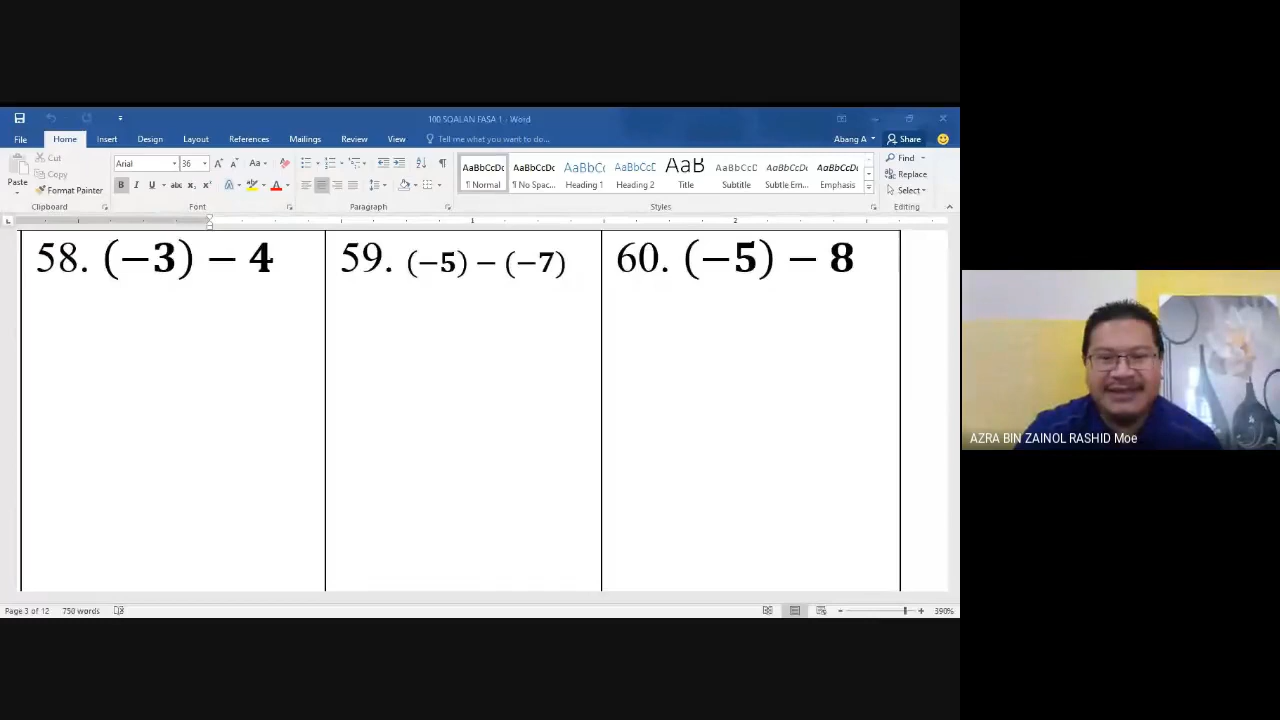 100 SOALAN FASA 1 - Word
File Home Insert Design Layout References Mailings Review View Tell me what you want to do... Abang A Share
Paste
Cut
Copy
Format Painter
Clipboard
Arial 36
Font
Paragraph
AaBbCcDc AaBbCcDc AaBbCc AaBbCcD AaB AaBbCcD AaBbCcDc AaBbCcDc
¶ Normal ¶ No Spac... Heading 1 Heading 2 Title Subtitle Subtle Em... Emphasis
Styles
Find
Replace
Select
Editing
1 2
58. (−3) − 4
59. (−5) − (−7)
60. (−5) − 8
AZRA BIN ZAINOL RASHID Moe
Page 3 of 12 750 words 390%